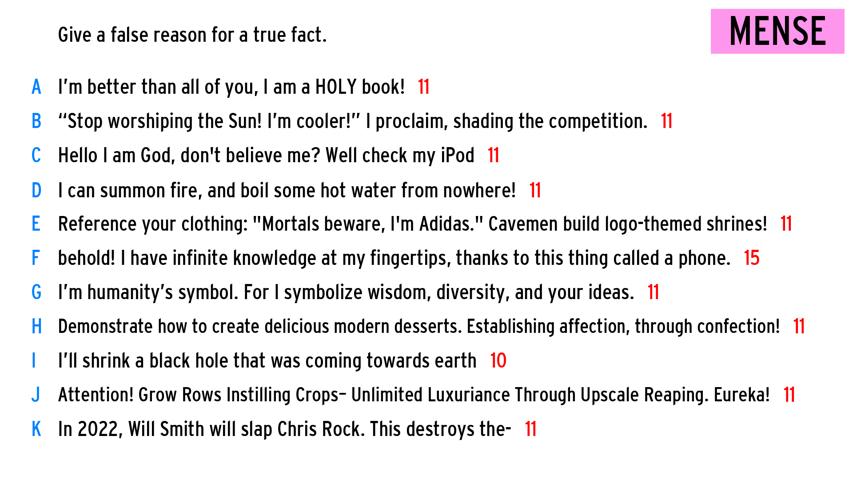 Give a false reason for a true fact.
MENSE
A I'm better than all of you, I am a HOLY book! 11
B “Stop worshiping the Sun! I'm cooler!” I proclaim, shading the competition. 11
C Hello I am God, don't believe me? Well check my iPod 11
D I can summon fire, and boil some hot water from nowhere! 11
E Reference your clothing: "Mortals beware, I'm Adidas." Cavemen build logo-themed shrines! 11
F behold! I have infinite knowledge at my fingertips, thanks to this thing called a phone. 15
G I'm humanity's symbol. For I symbolize wisdom, diversity, and your ideas. 11
H Demonstrate how to create delicious modern desserts. Establishing affection, through confection! 11
I I'll shrink a black hole that was coming towards earth 10
J Attention! Grow Rows Instilling Crops– Unlimited Luxuriance Through Upscale Reaping. Eureka! 11
K In 2022, Will Smith will slap Chris Rock. This destroys the- 11